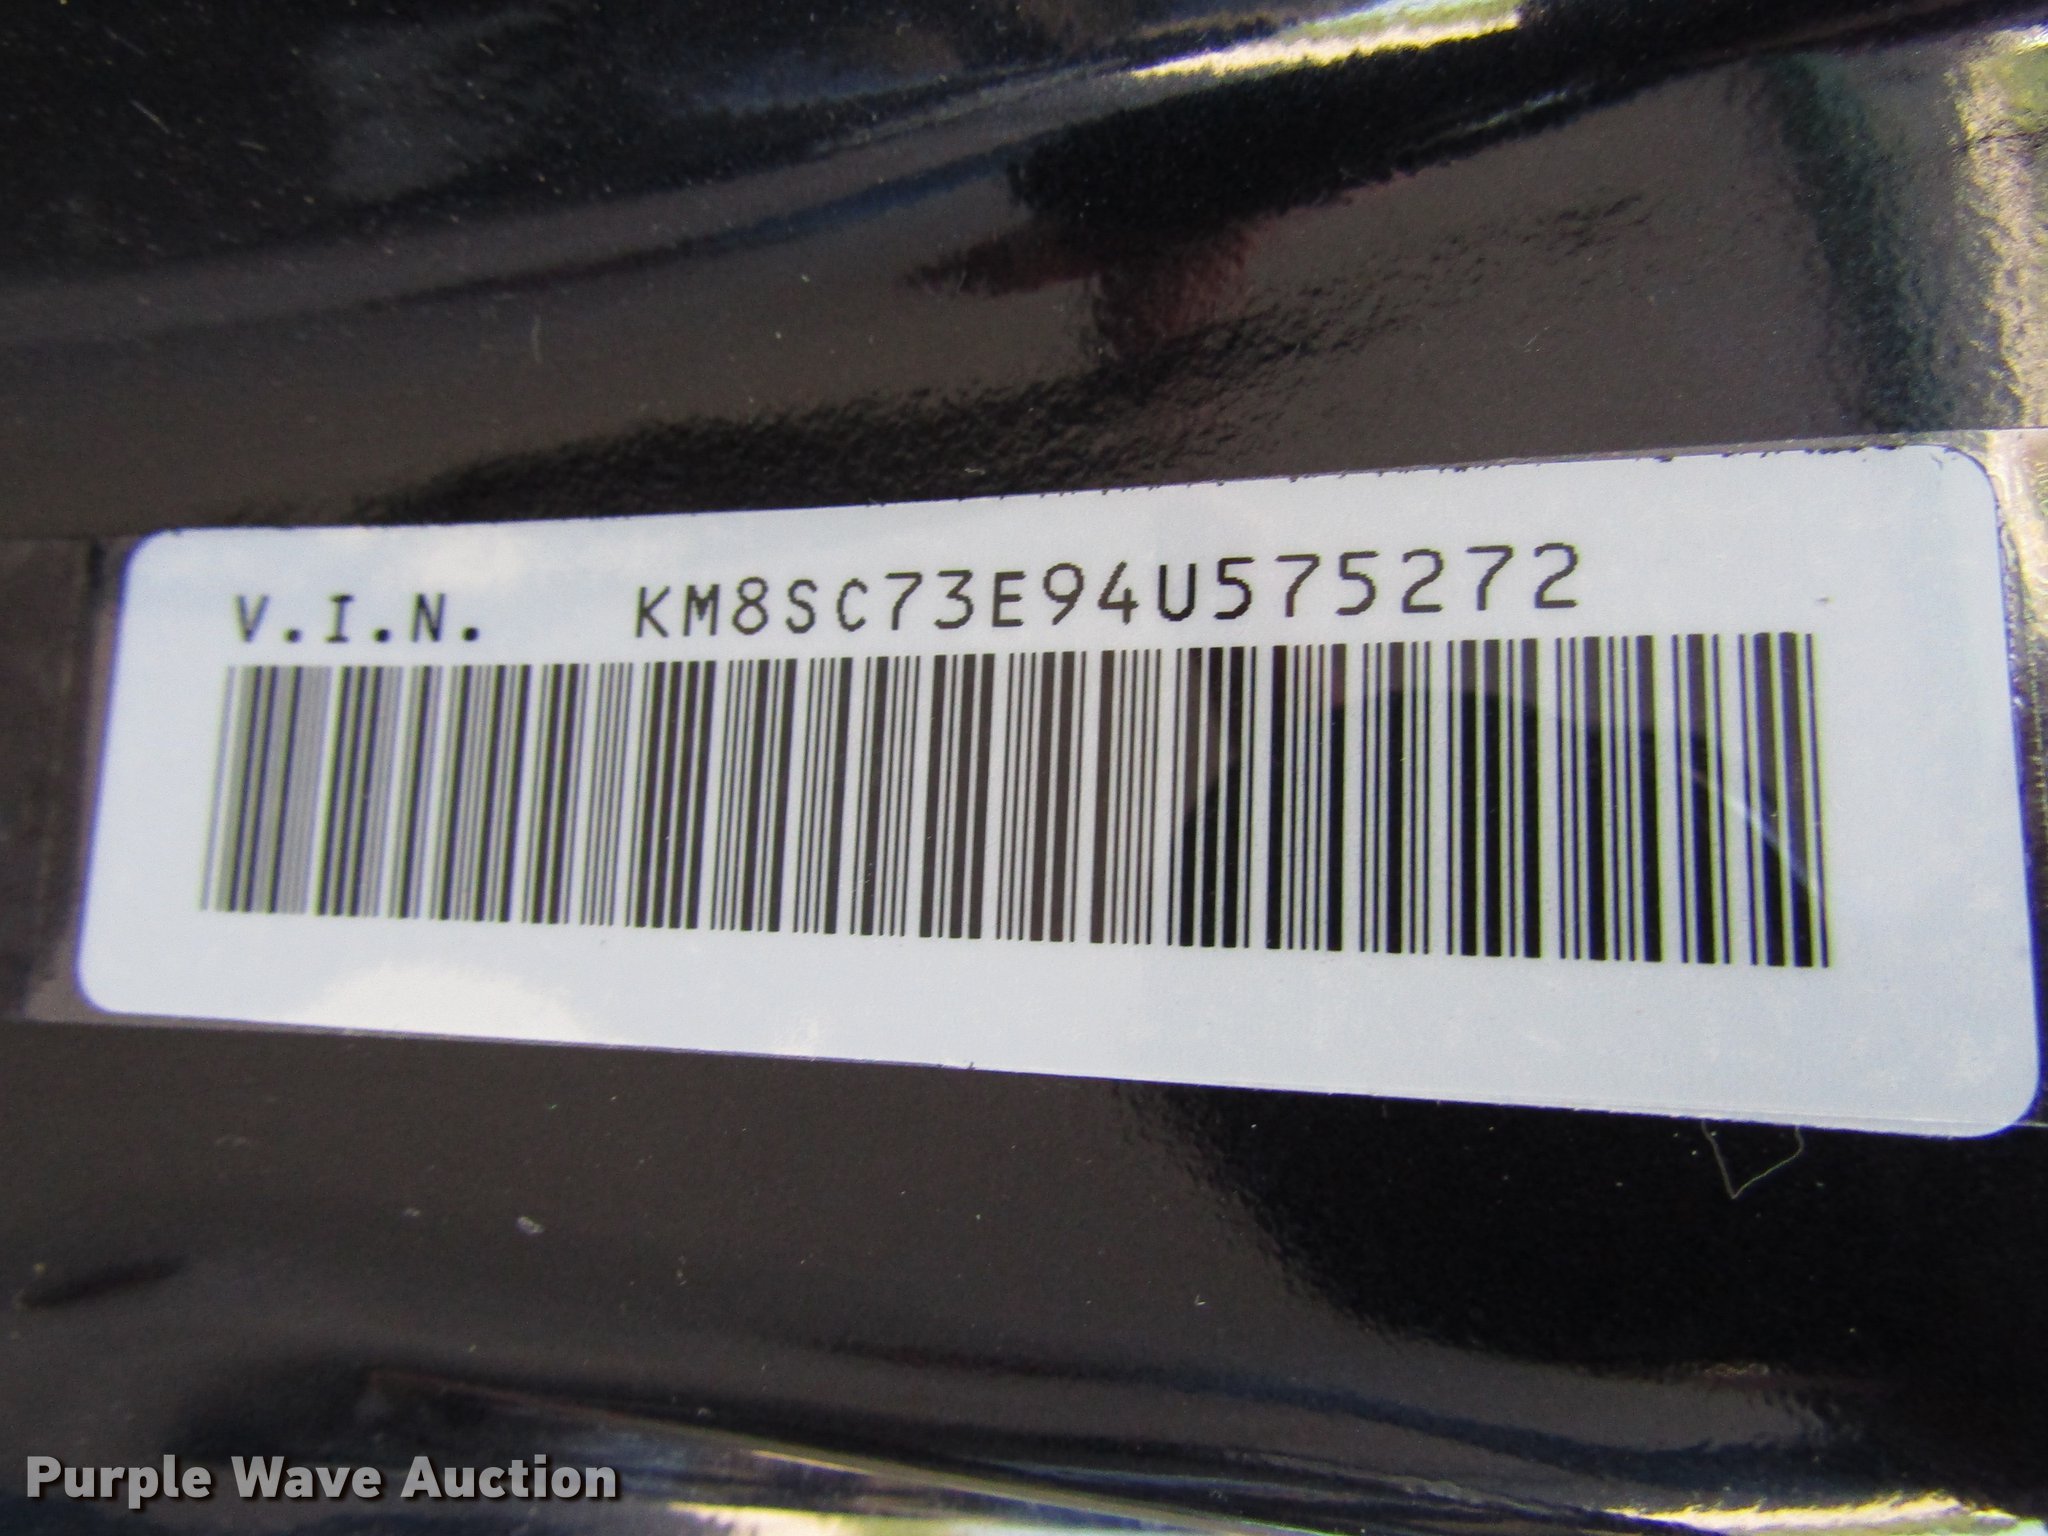 V.I.N. KM8SC73E94U575272
Purple Wave Auction